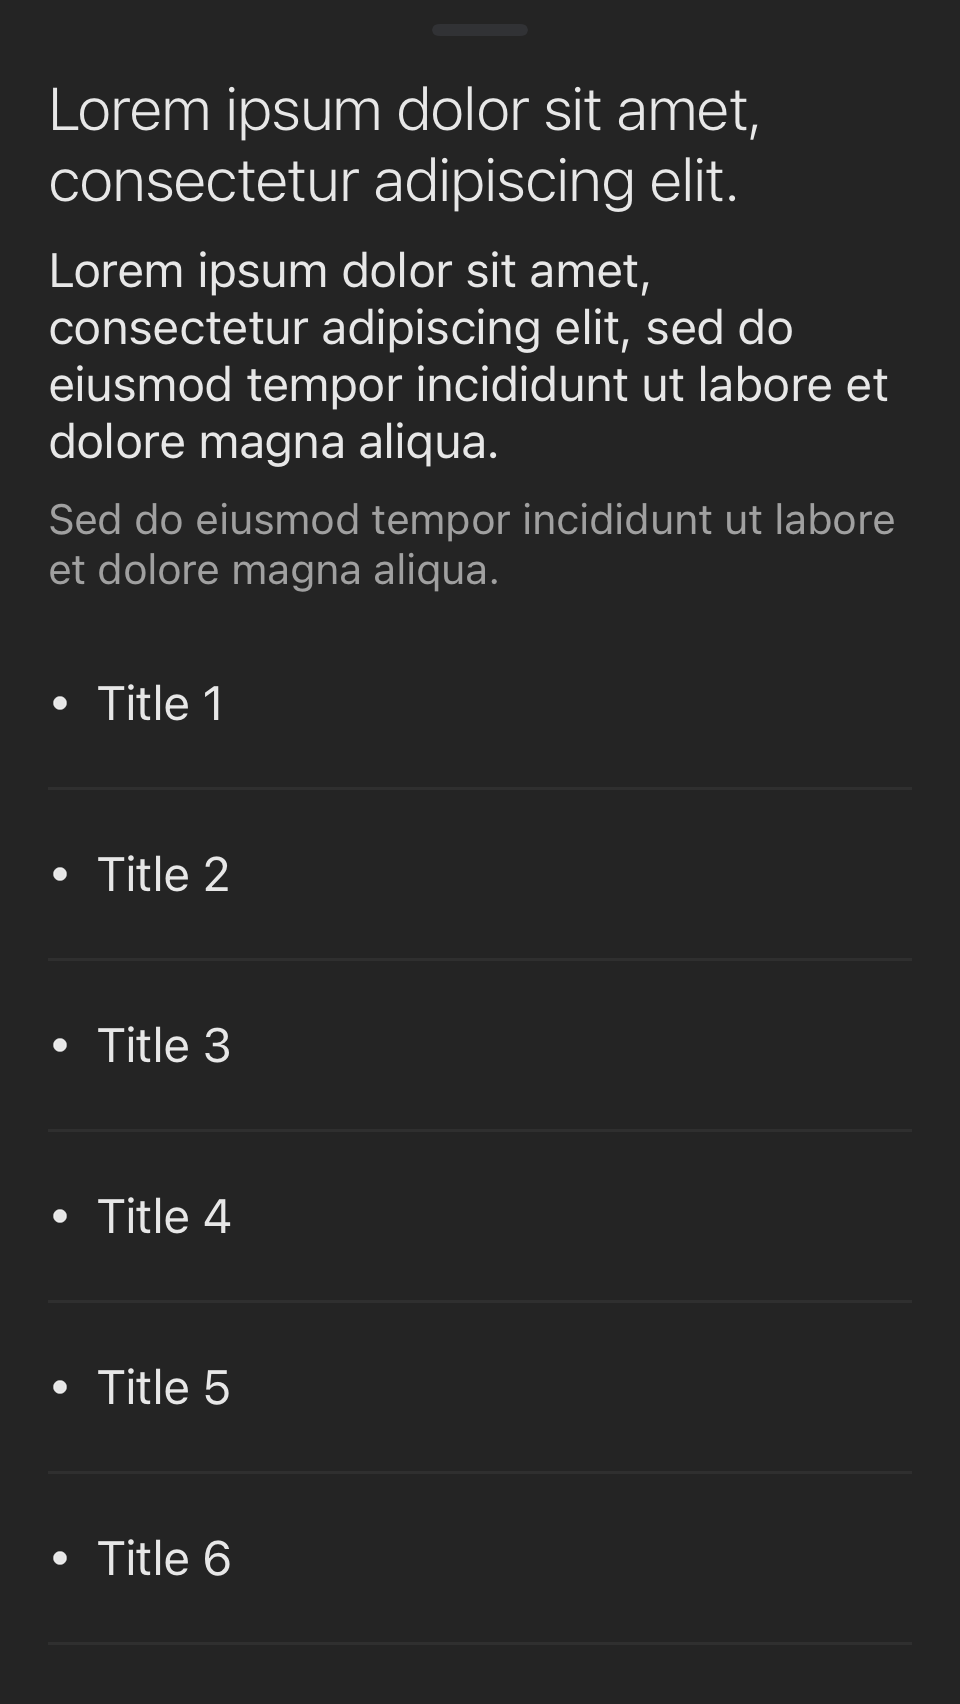 Lorem ipsum dolor sit amet,
consectetur adipiscing elit.
Lorem ipsum dolor sit amet,
consectetur adipiscing elit, sed do
eiusmod tempor incididunt ut labore et
dolore magna aliqua.
Sed do eiusmod tempor incididunt ut labore
et dolore magna aliqua.
• Title 1
• Title 2
• Title 3
• Title 4
• Title 5
• Title 6